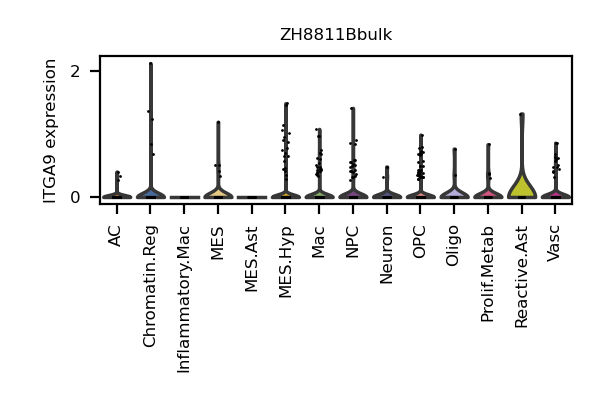 ZH8811Bbulk
ITGA9 expression
2
0
AC
Chromatin.Reg
Inflammatory.Mac
MES
MES.Ast
MES.Hyp
Mac
NPC
Neuron
OPC
Oligo
Prolif.Metab
Reactive.Ast
Vasc